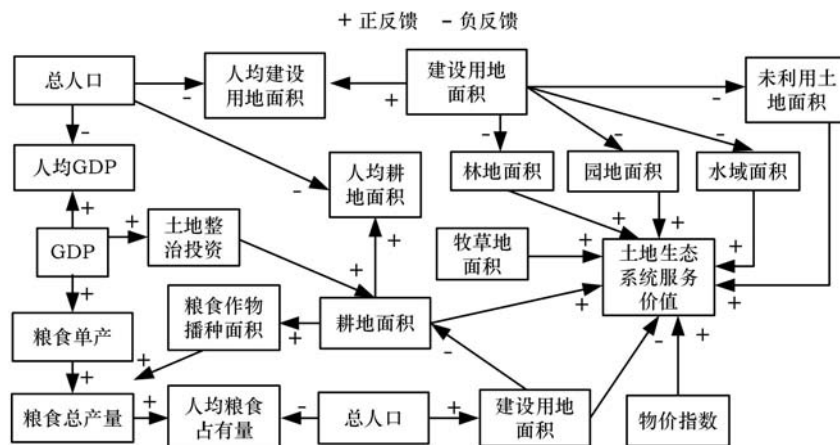 + 正反馈 - 负反馈
总人口
人均建设
用地面积
建设用地
面积
未利用土
地面积
- + -
- - - -
人均GDP
人均耕
地面积
林地面积
园地面积
水域面积
-
+ +
GDP
土地整
治投资
+ + +
牧草地
面积
+
土地生态
系统服务
价值
+ +
+ +
粮食作物
播种面积
耕地面积
+ + +
粮食单产
- - +
+ +
粮食总产量
+
人均粮食
占有量
-
总人口
+
建设用地
面积
物价指数